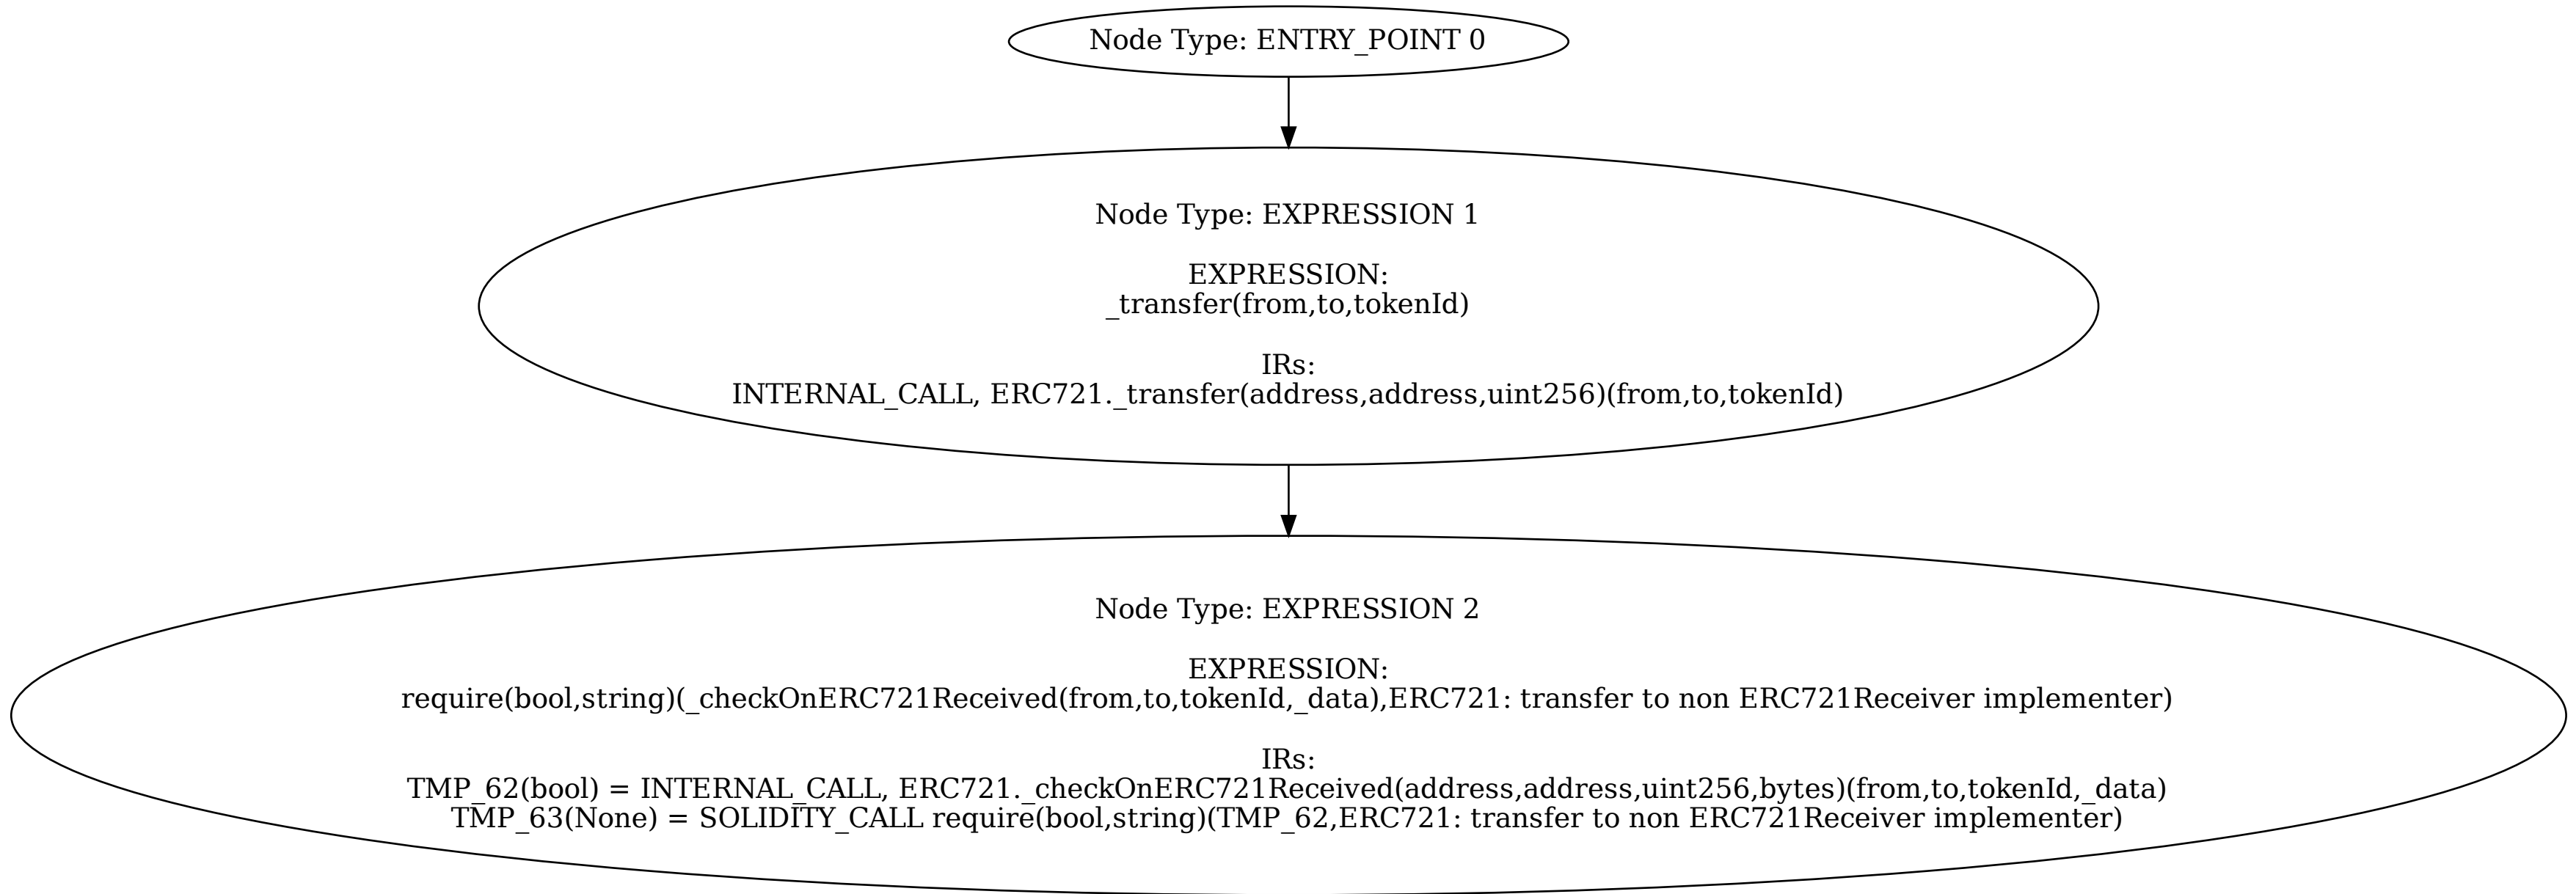 Node Type: ENTRY_POINT 0
Node Type: EXPRESSION 1
EXPRESSION:
_transfer(from,to,tokenId)
IRs:
INTERNAL_CALL, ERC721._transfer(address,address,uint256)(from,to,tokenId)
Node Type: EXPRESSION 2
EXPRESSION:
require(bool,string)(_checkOnERC721Received(from,to,tokenId,_data),ERC721: transfer to non ERC721Receiver implementer)
IRs:
TMP_62(bool) = INTERNAL_CALL, ERC721._checkOnERC721Received(address,address,uint256,bytes)(from,to,tokenId,_data)
TMP_63(None) = SOLIDITY_CALL require(bool,string)(TMP_62,ERC721: transfer to non ERC721Receiver implementer)